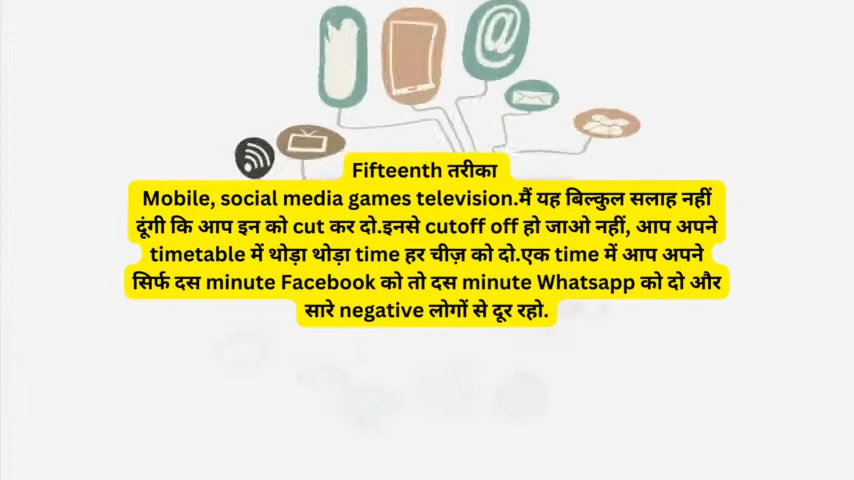 Fifteenth तरीका
Mobile, social media games television.मैं यह बिल्कुल सलाह नहीं
दूंगी कि आप इन को cut कर दो.इनसे cutoff off हो जाओ नहीं, आप अपने
timetable में थोड़ा थोड़ा time हर चीज़ को दो.एक time में आप अपने
सिर्फ दस minute Facebook को तो दस minute Whatsapp को दो और
सारे negative लोगों से दूर रहो.